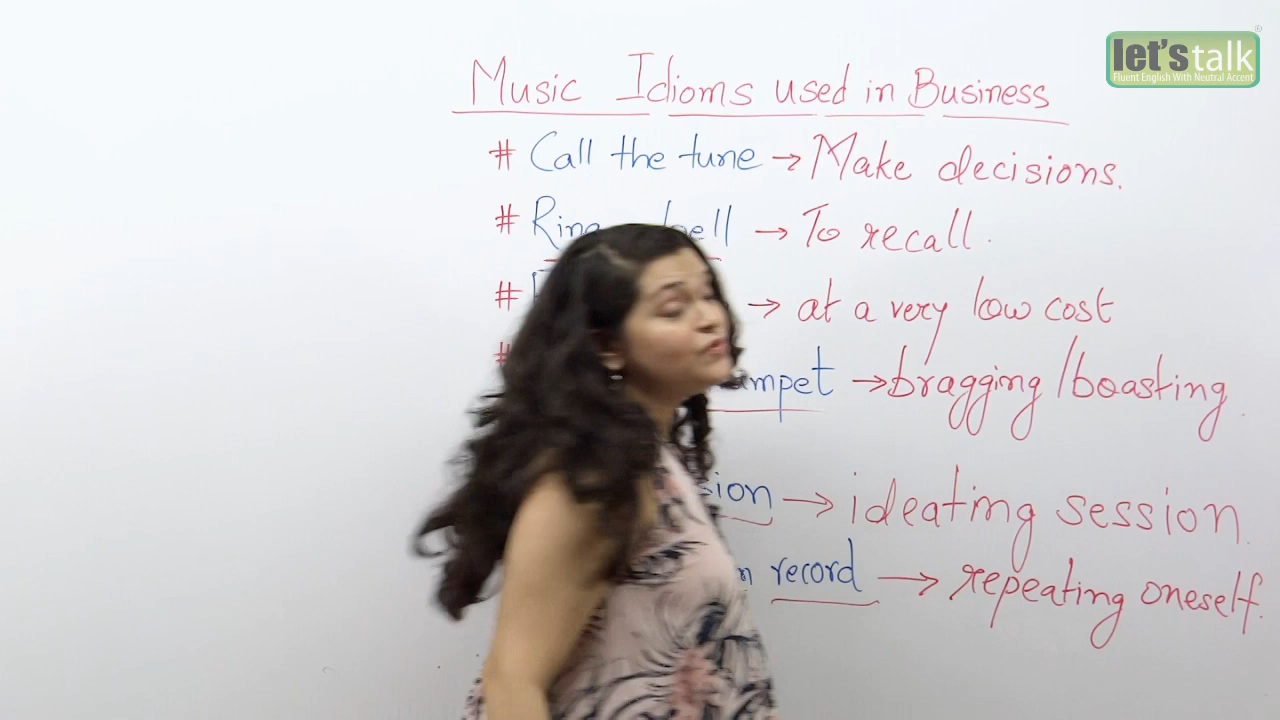 let's talk ®
Fluent English With Neutral Accent
Music Idioms used in Business
# Call the tune → Make decisions.
# → To recall.
# → at a very low cost
# → bragging/boasting.
→ ideating session.
record → repeating oneself.